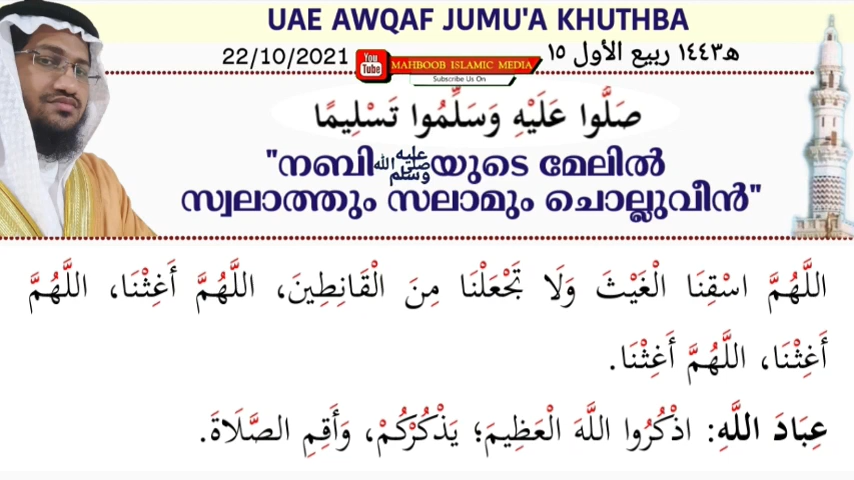 UAE AWQAF JUMU'A KHUTHBA
22/10/2021 You Tube MAHBOOB ISLAMIC MEDIA ١٥ ربيع الأول ١٤٤٣هـ
Subscribe Us On
صَلُّوا عَلَيْهِ وَسَلِّمُوا تَسْلِيمًا
"നബിﷺയുടെ മേലിൽ
സ്വലാത്തും സലാമും ചൊല്ലുവീൻ"
اللَّهُمَّ اسْقِنَا الْغَيْثَ وَلَا تَجْعَلْنَا مِنَ الْقَانِطِينَ، اللَّهُمَّ أَغِثْنَا، اللَّهُمَّ
أَغِثْنَا، اللَّهُمَّ أَغِثْنَا.
عِبَادَ اللَّهِ: اذْكُرُوا اللَّهَ الْعَظِيمَ؛ يَذْكُرْكُمْ، وَأَقِمِ الصَّلَاةَ.